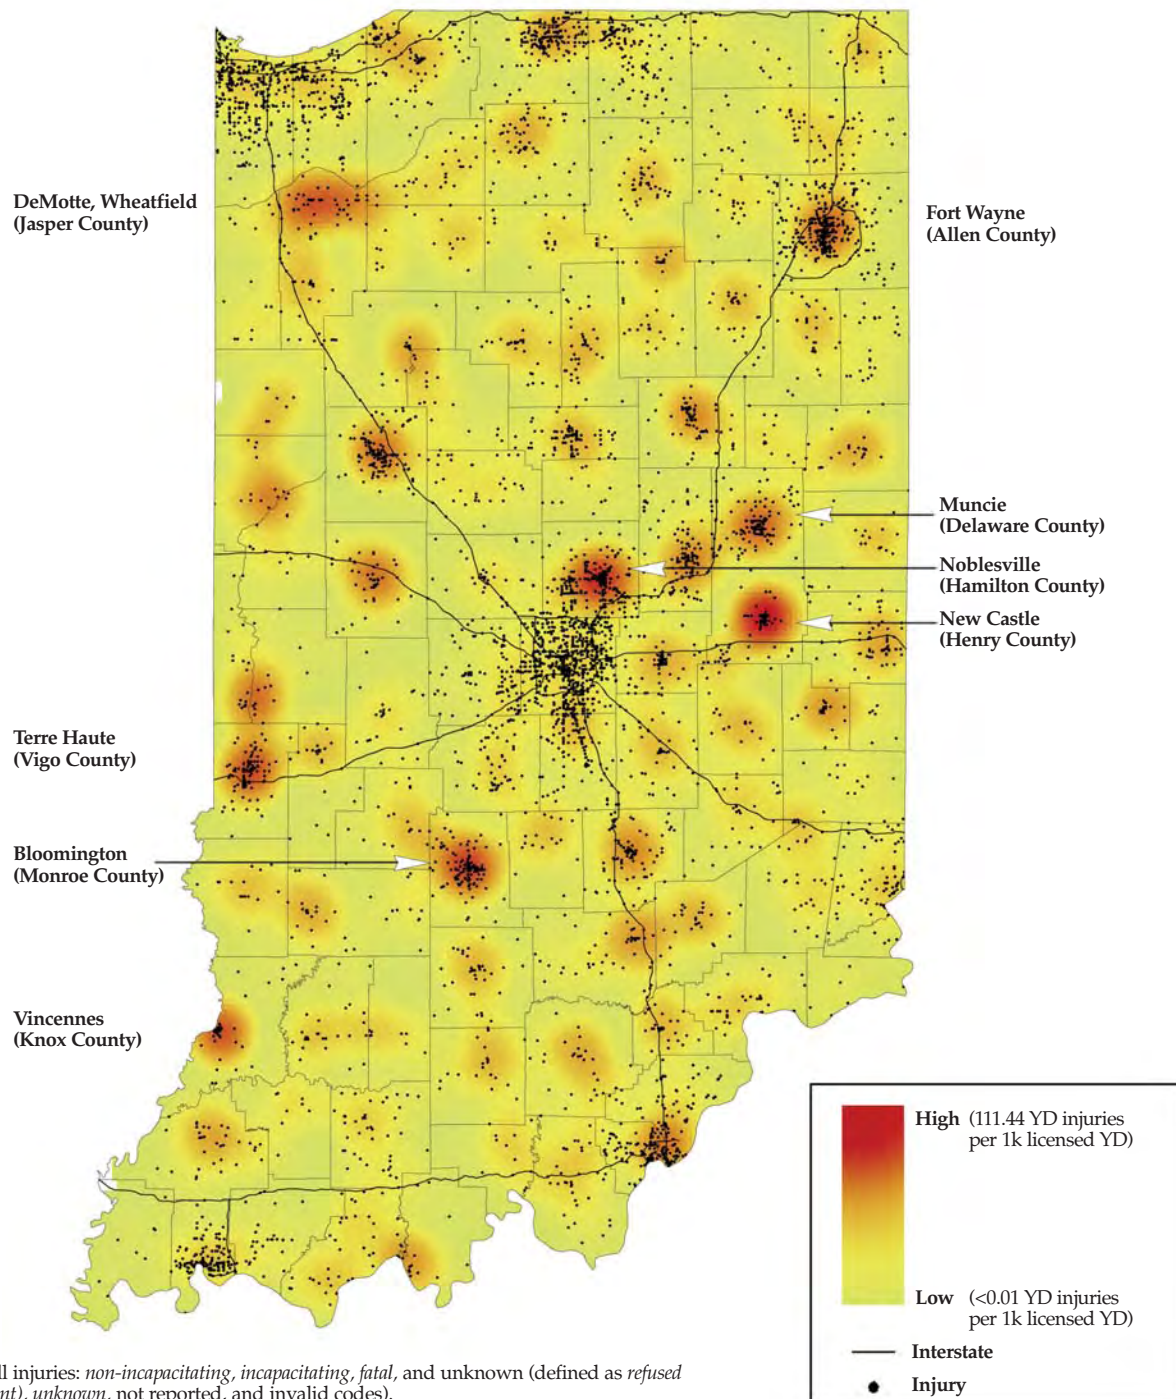 DeMotte, Wheatfield
(Jasper County)
Fort Wayne
(Allen County)
Muncie
(Delaware County)
Noblesville
(Hamilton County)
New Castle
(Henry County)
Terre Haute
(Vigo County)
Bloomington
(Monroe County)
Vincennes
(Knox County)
High (111.44 YD injuries
per 1k licensed YD)
Low (<0.01 YD injuries
per 1k licensed YD)
Interstate
Injury
injuries: non-incapacitating, incapacitating, fatal, and unknown (defined as refused
unknown, not reported, and invalid codes).